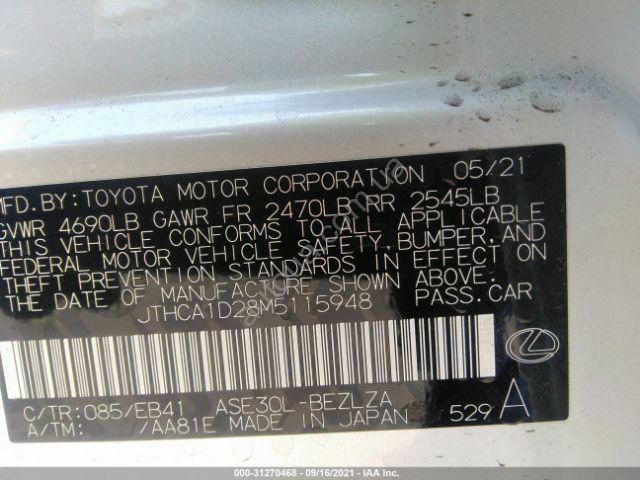 MFD.BY: TOYOTA MOTOR CORPORATION 05/21
GVWR 4690LB GAWR FR 2470LB RR 2545LB
THIS VEHICLE CONFORMS TO ALL APPLICABLE
FEDERAL MOTOR VEHICLE SAFETY, BUMPER, AND
THEFT PREVENTION STANDARDS IN EFFECT ON
THE DATE OF MANUFACTURE SHOWN ABOVE.
JTHCA1D28M5115948 PASS.CAR
C/TR: 085/EB41 ASE30L-BEZLZA
A/TM: /AA81E MADE IN JAPAN 529 A
000-31270468 - 09/16/2021 - IAA Inc.